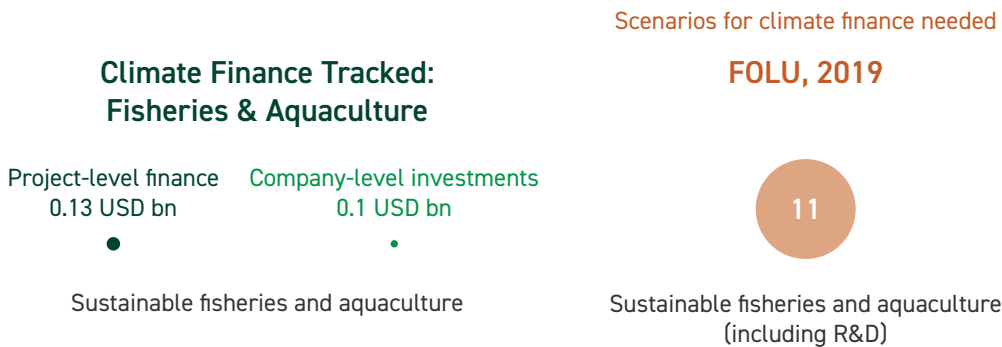 Scenarios for climate finance needed
Climate Finance Tracked:
Fisheries & Aquaculture
FOLU, 2019
Project-level finance
0.13 USD bn
Company-level investments
0.1 USD bn
11
Sustainable fisheries and aquaculture
Sustainable fisheries and aquaculture
(including R&D)